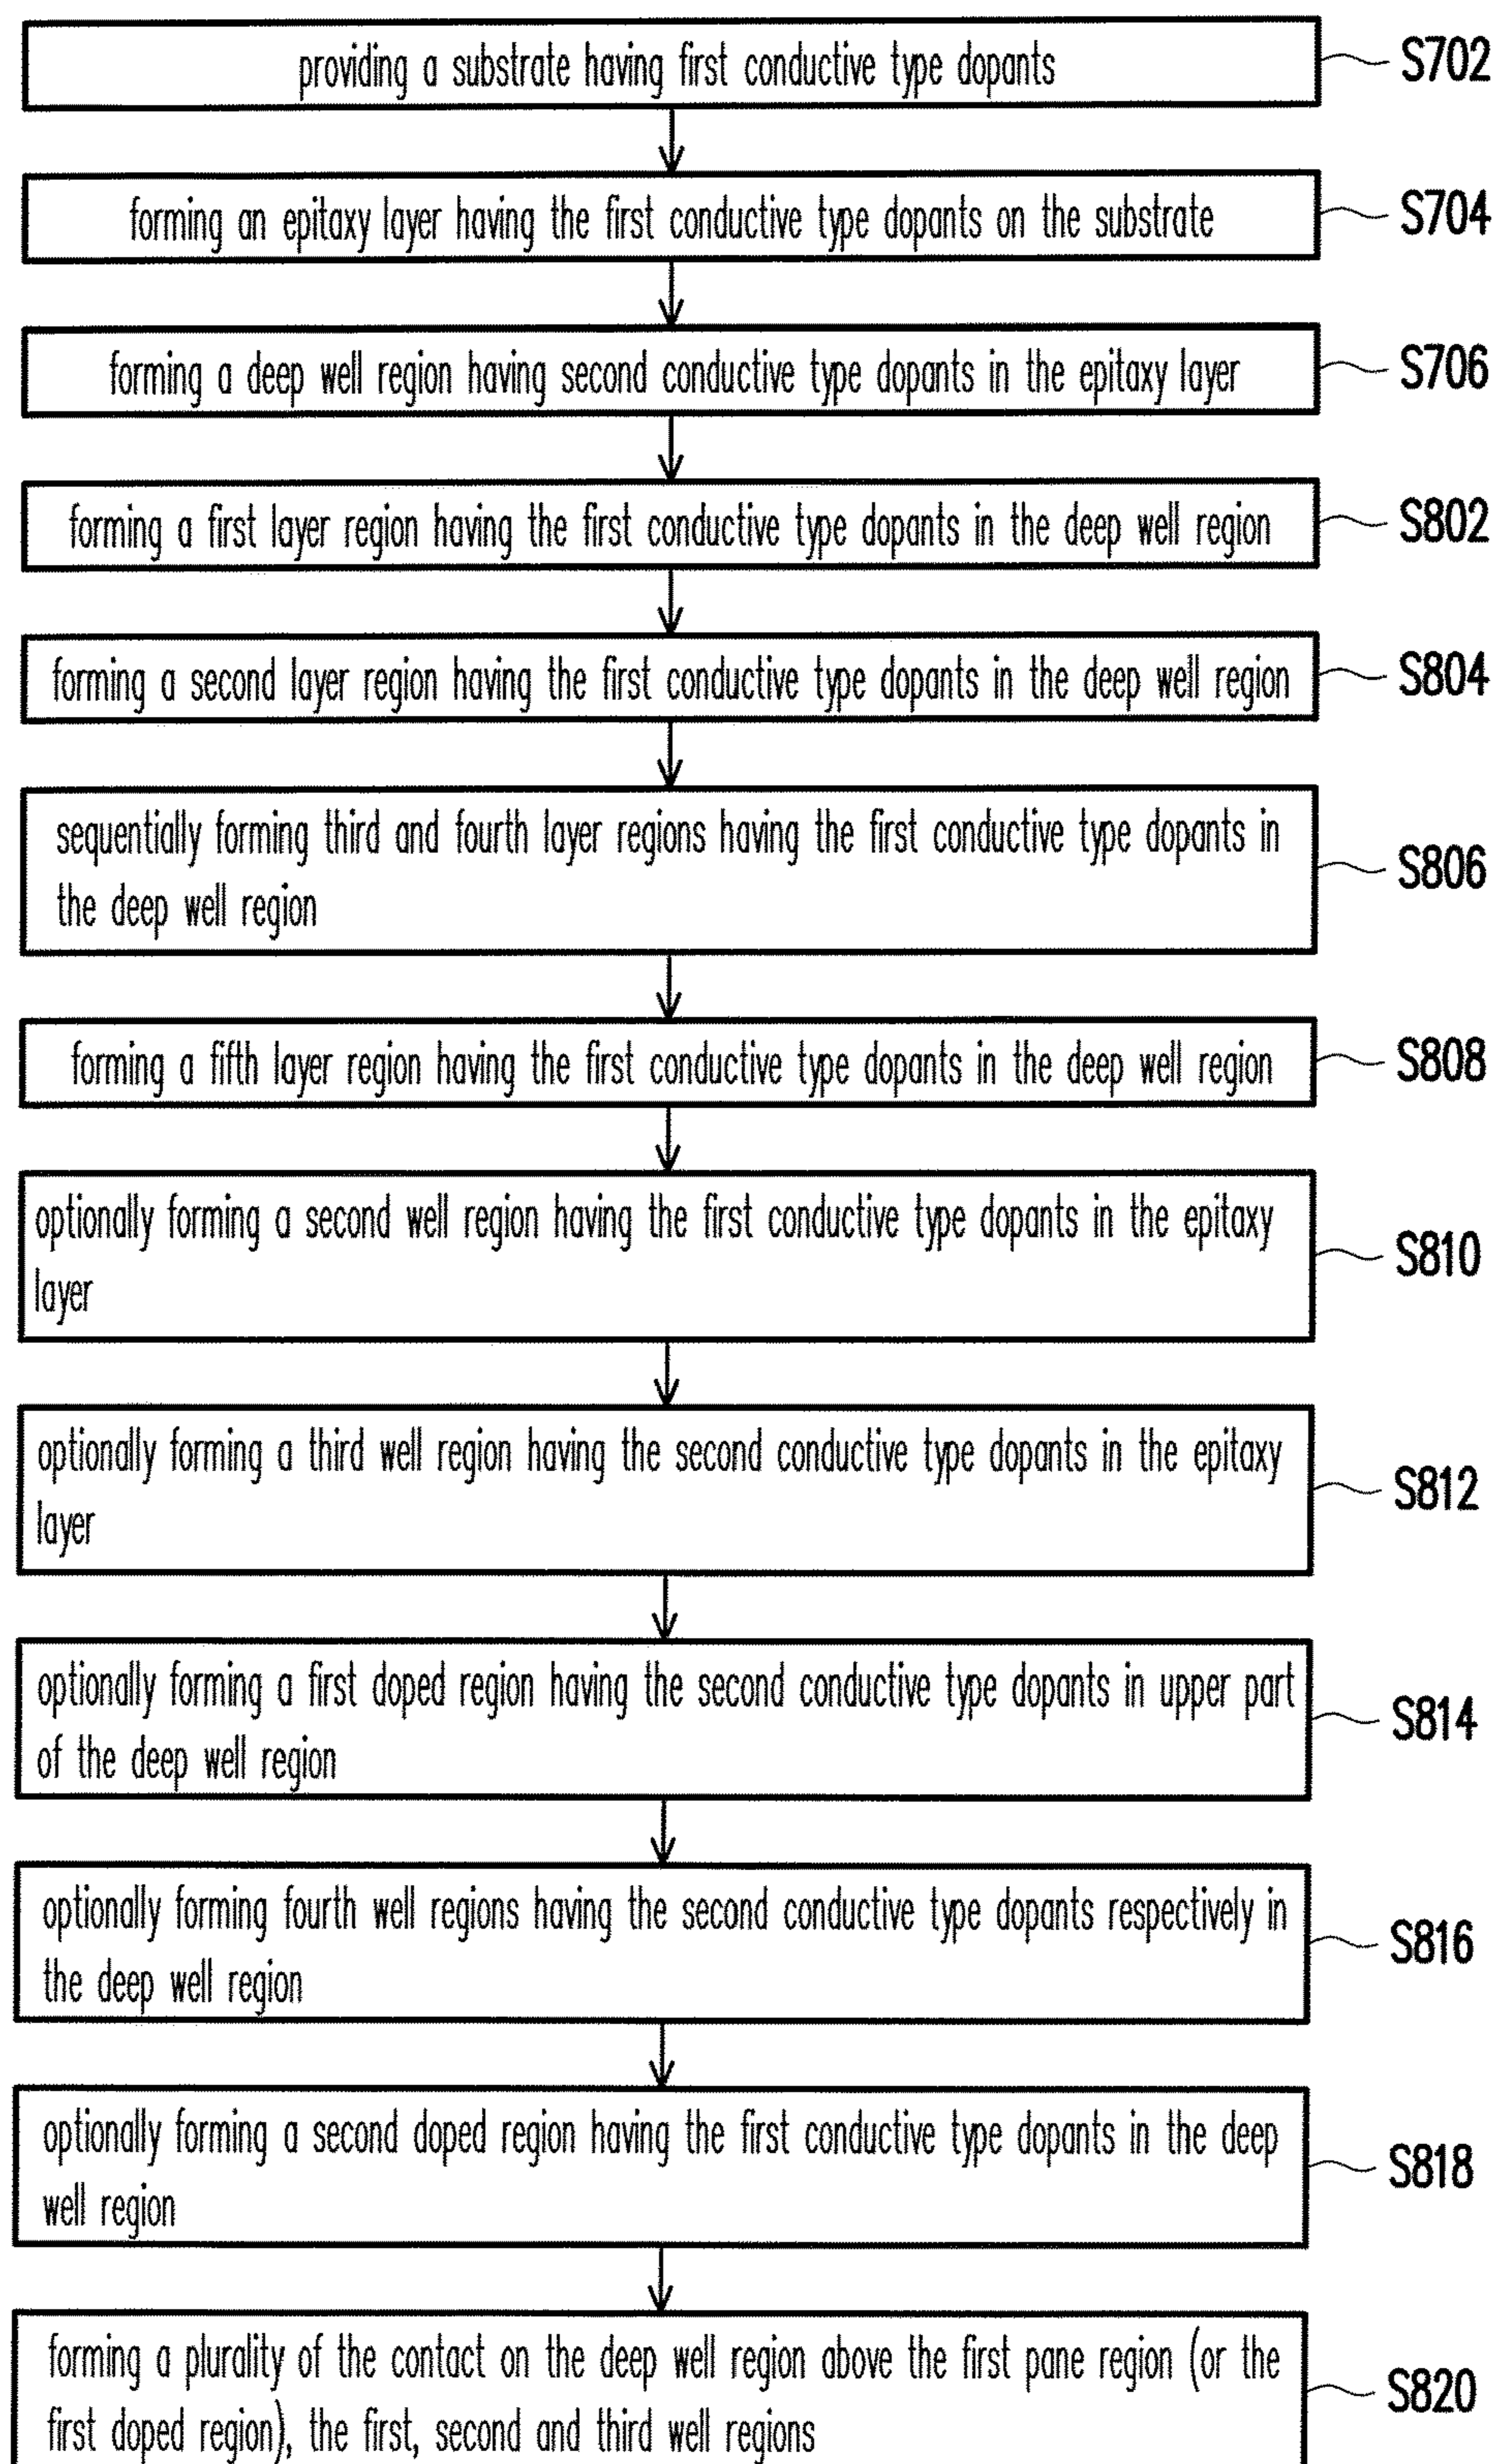 providing a substrate having first conductive type dopants
S702
forming an epitaxy layer having the first conductive type dopants on the substrate
S704
forming a deep well region having second conductive type dopants in the epitaxy layer
S706
forming a first layer region having the first conductive type dopants in the deep well region
S802
forming a second layer region having the first conductive type dopants in the deep well region
S804
sequentially forming third and fourth layer regions having the first conductive type dopants in
the deep well region
S806
forming a fifth layer region having the first conductive type dopants in the deep well region
S808
optionally forming a second well region having the first conductive type dopants in the epitaxy
layer
S810
optionally forming a third well region having the second conductive type dopants in the epitaxy
layer
S812
optionally forming a first doped region having the second conductive type dopants in upper part
of the deep well region
S814
optionally forming fourth well regions having the second conductive type dopants respectively in
the deep well region
S816
optionally forming a second doped region having the first conductive type dopants in the deep
well region
S818
forming a plurality of the contact on the deep well region above the first pane region (or the
first doped region), the first, second and third well regions
S820